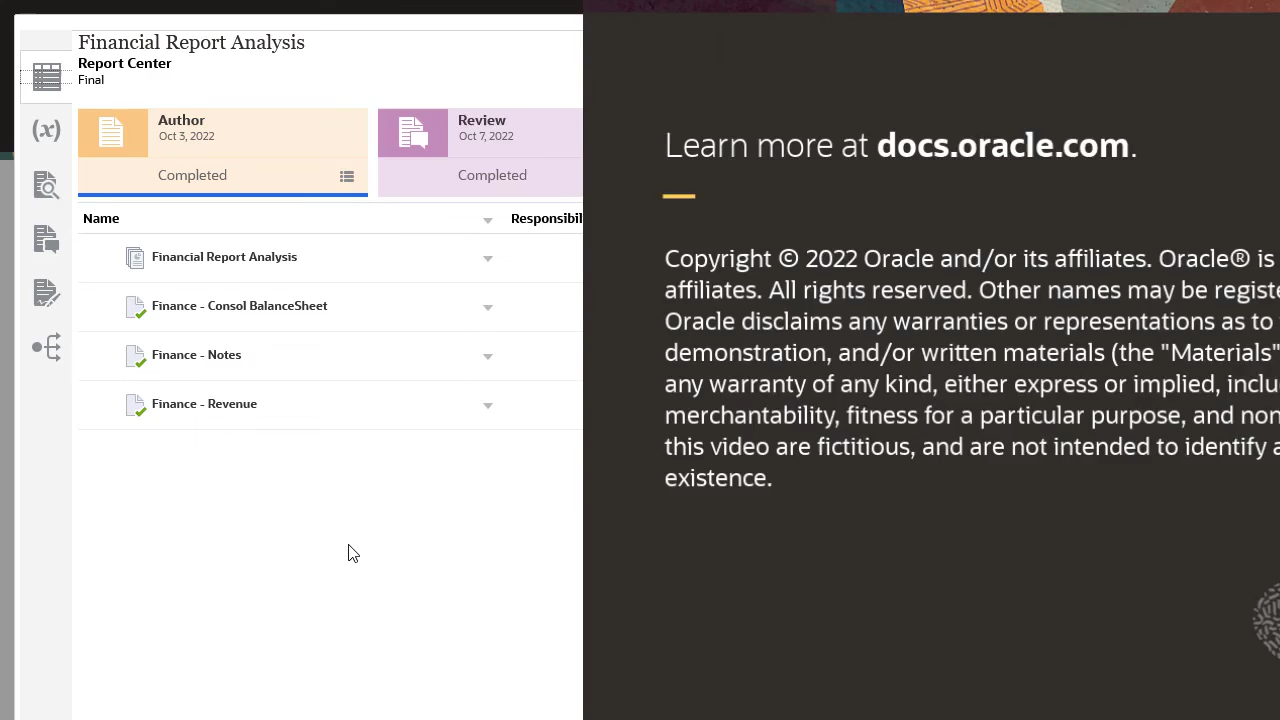 Financial Report Analysis
Report Center
Final
Author
Oct 3, 2022
Completed
Review
Oct 7, 2022
Completed
Name
Responsibil
(x)
Financial Report Analysis
Finance - Consol BalanceSheet
Finance - Notes
Finance - Revenue
Learn more at docs.oracle.com.
Copyright © 2022 Oracle and/or its affiliates. Oracle® is
affiliates. All rights reserved. Other names may be registe
Oracle disclaims any warranties or representations as to
demonstration, and/or written materials (the "Materials"
any warranty of any kind, either express or implied, inclu
merchantability, fitness for a particular purpose, and non
this video are fictitious, and are not intended to identify a
existence.